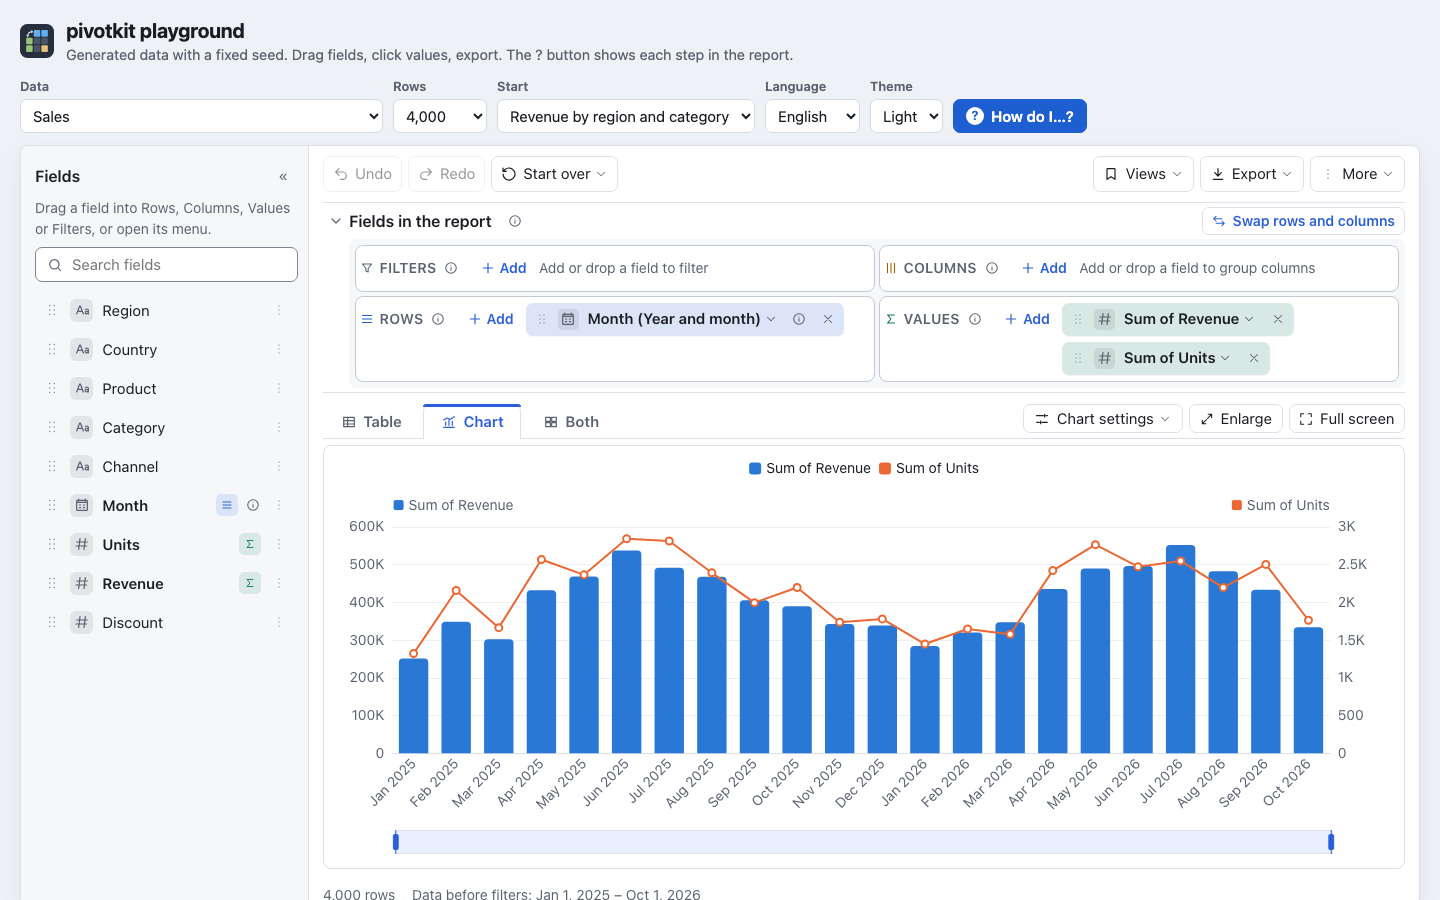 pivotkit playground
Generated data with a fixed seed. Drag fields, click values, export. The ? button shows each step in the report.
Data
Rows
Start
Language
Theme
Sales
4,000
Revenue by region and category
English
Light
? How do I...?
Fields
«
Drag a field into Rows, Columns, Values
or Filters, or open its menu.
Search fields
Aa Region
Aa Country
Aa Product
Aa Category
Aa Channel
Month
# Units Σ
# Revenue Σ
# Discount
Undo
Redo
Start over
Views
Export
More
Fields in the report
Swap rows and columns
FILTERS
+ Add
Add or drop a field to filter
COLUMNS
+ Add
Add or drop a field to group columns
ROWS
+ Add
Month (Year and month)
Σ VALUES
+ Add
# Sum of Revenue
# Sum of Units
Table
Chart
Both
Chart settings
Enlarge
Full screen
Sum of Revenue
Sum of Units
Sum of Revenue
Sum of Units
600K
500K
400K
300K
200K
100K
0
3K
2.5K
2K
1.5K
1K
500
0
Jan 2025
Feb 2025
Mar 2025
Apr 2025
May 2025
Jun 2025
Jul 2025
Aug 2025
Sep 2025
Oct 2025
Nov 2025
Dec 2025
Jan 2026
Feb 2026
Mar 2026
Apr 2026
May 2026
Jun 2026
Jul 2026
Aug 2026
Sep 2026
Oct 2026
4,000 rows
Data before filters: Jan 1, 2025 – Oct 1, 2026